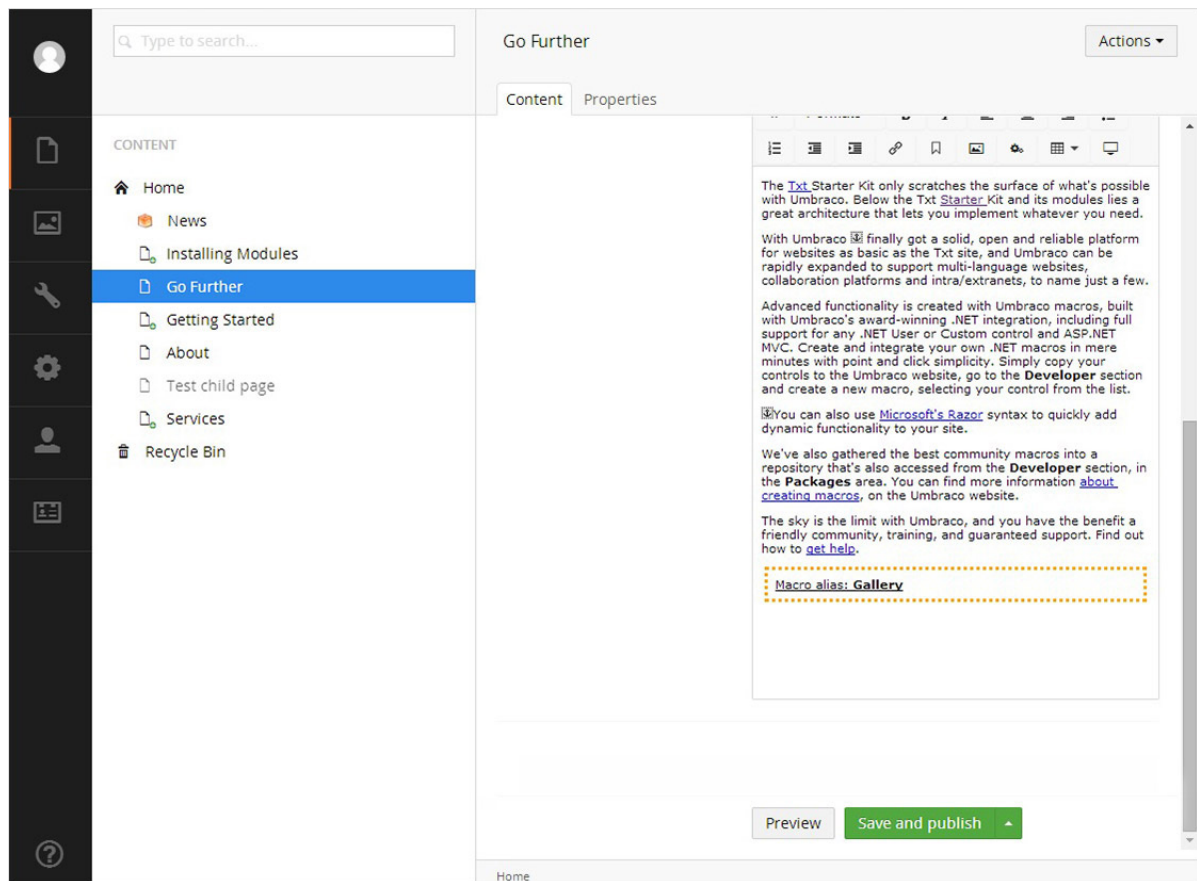 Type to search...
Go Further
Actions
Content
Properties
CONTENT
Home
News
Installing Modules
Go Further
Getting Started
About
Test child page
Services
Recycle Bin
The Txt Starter Kit only scratches the surface of what's possible
with Umbraco. Below the Txt Starter Kit and its modules lies a
great architecture that lets you implement whatever you need.
With Umbraco finally got a solid, open and reliable platform
for websites as basic as the Txt site, and Umbraco can be
rapidly expanded to support multi-language websites,
collaboration platforms and intra/extranets, to name just a few.
Advanced functionality is created with Umbraco macros, built
with Umbraco's award-winning .NET integration, including full
support for any .NET User or Custom control and ASP.NET
MVC. Create and integrate your own .NET macros in mere
minutes with point and click simplicity. Simply copy your
controls to the Umbraco website, go to the Developer section
and create a new macro, selecting your control from the list.
You can also use Microsoft's Razor syntax to quickly add
dynamic functionality to your site.
We've also gathered the best community macros into a
repository that's also accessed from the Developer section, in
the Packages area. You can find more information about
creating macros, on the Umbraco website.
The sky is the limit with Umbraco, and you have the benefit a
friendly community, training, and guaranteed support. Find out
how to get help.
Macro alias: Gallery
Preview
Save and publish
Home